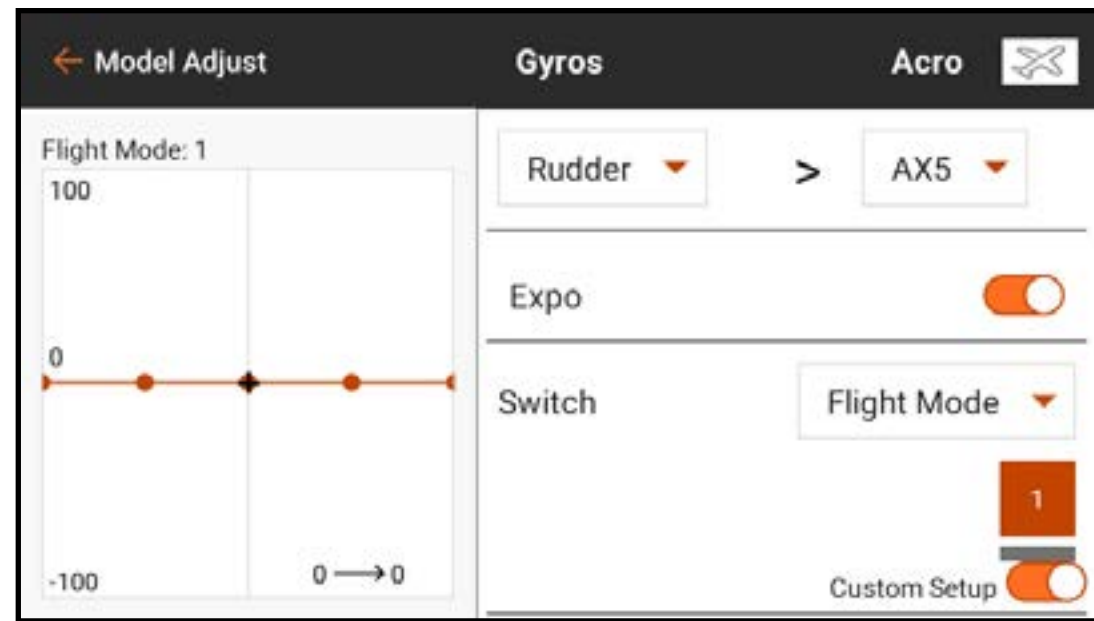 Model Adjust
Gyros
Acro
Flight Mode: 1
100
0
-100
0 → 0
Rudder
>
AX5
Expo
Switch
Flight Mode
1
Custom Setup